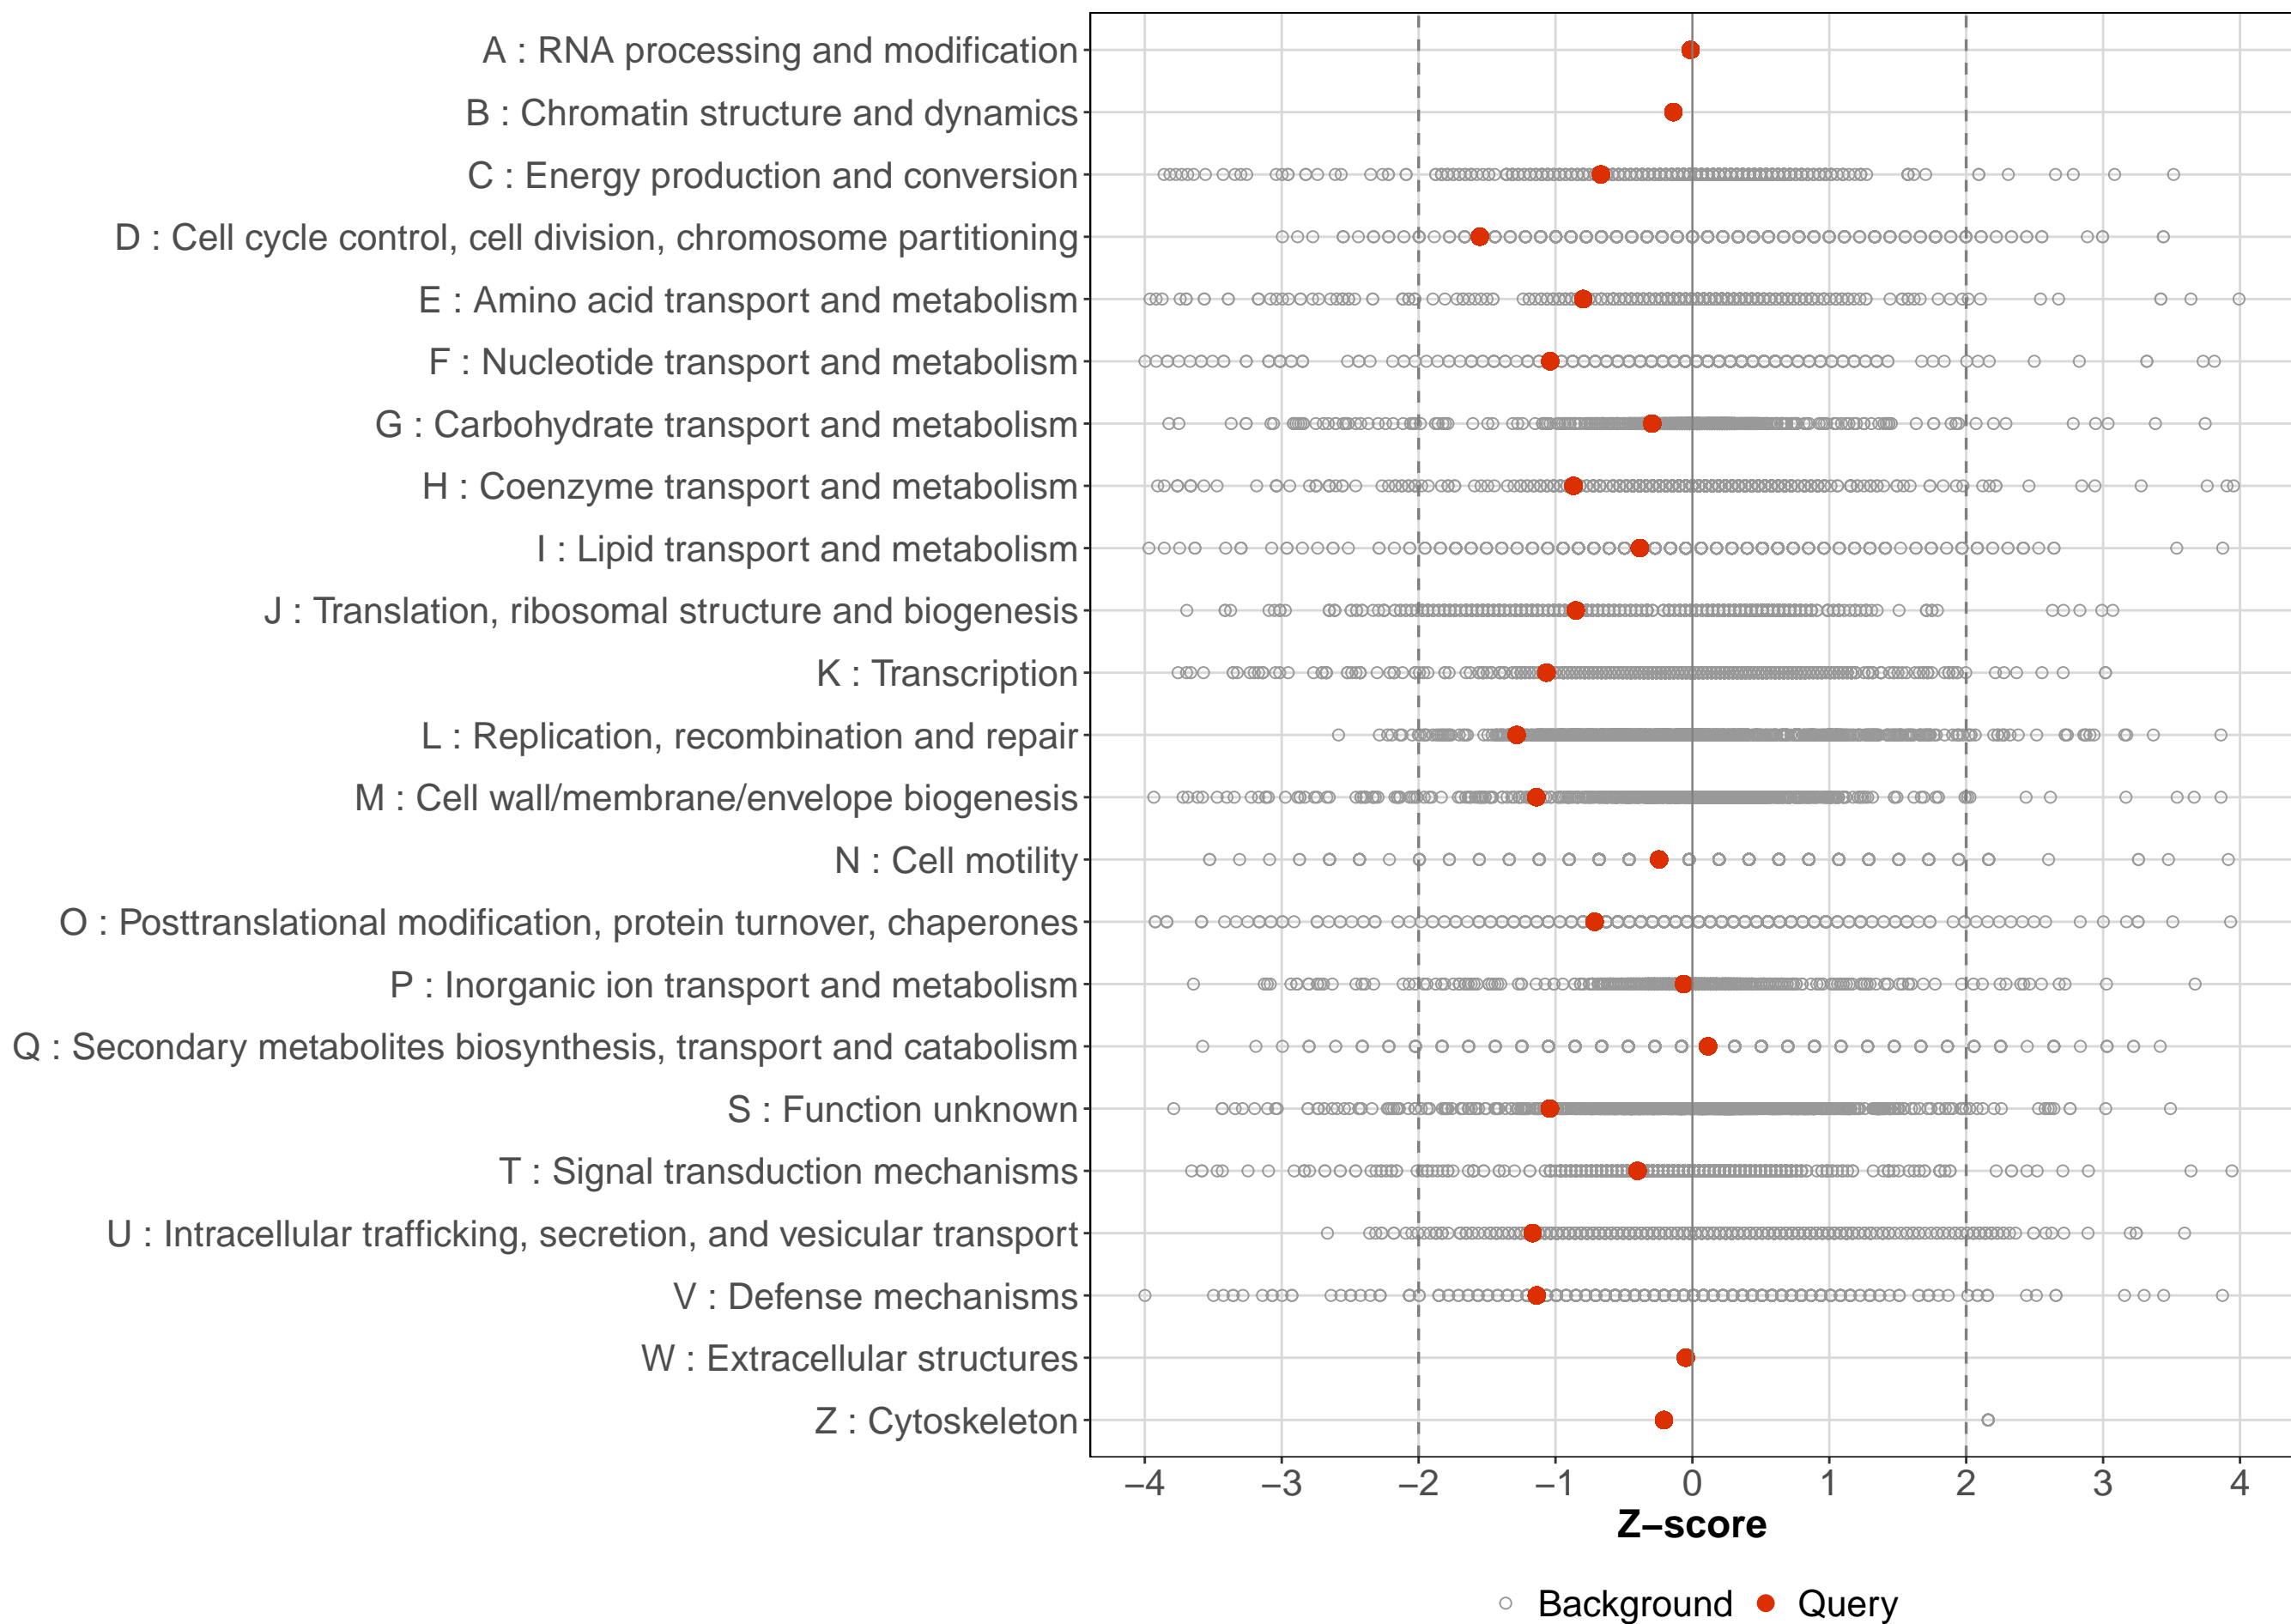 A : RNA processing and modification
B : Chromatin structure and dynamics
C : Energy production and conversion
D : Cell cycle control, cell division, chromosome partitioning
E : Amino acid transport and metabolism
F : Nucleotide transport and metabolism
G : Carbohydrate transport and metabolism
H : Coenzyme transport and metabolism
I : Lipid transport and metabolism
J : Translation, ribosomal structure and biogenesis
K : Transcription
L : Replication, recombination and repair
M : Cell wall/membrane/envelope biogenesis
N : Cell motility
O : Posttranslational modification, protein turnover, chaperones
P : Inorganic ion transport and metabolism
Q : Secondary metabolites biosynthesis, transport and catabolism
S : Function unknown
T : Signal transduction mechanisms
U : Intracellular trafficking, secretion, and vesicular transport
V : Defense mechanisms
W : Extracellular structures
Z : Cytoskeleton
−4 −3 −2 −1 0 1 2 3 4
Z−score
Background Query